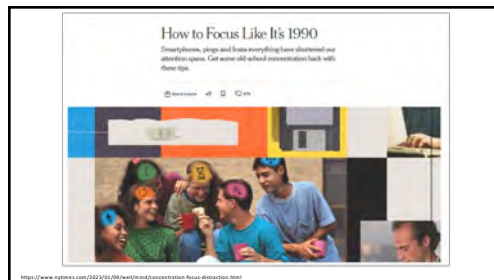 How to Focus Like It's 1990
Smartphones, pings and Insta-everything have shortened our
attention spans. Get some old-school concentration back with
these tips.
https://www.nytimes.com/2023/01/09/well/mind/concentration-focus-distraction.html